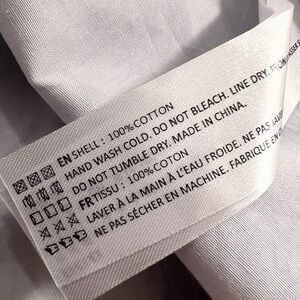 EN SHELL : 100%COTTON
HAND WASH COLD. DO NOT BLEACH. LINE DRY.
DO NOT TUMBLE DRY. MADE IN CHINA.
FR TISSU : 100%COTON
LAVER À LA MAIN À L'EAU FROIDE. NE PAS
NE PAS SÉCHER EN MACHINE. FABRIQUÉ EN